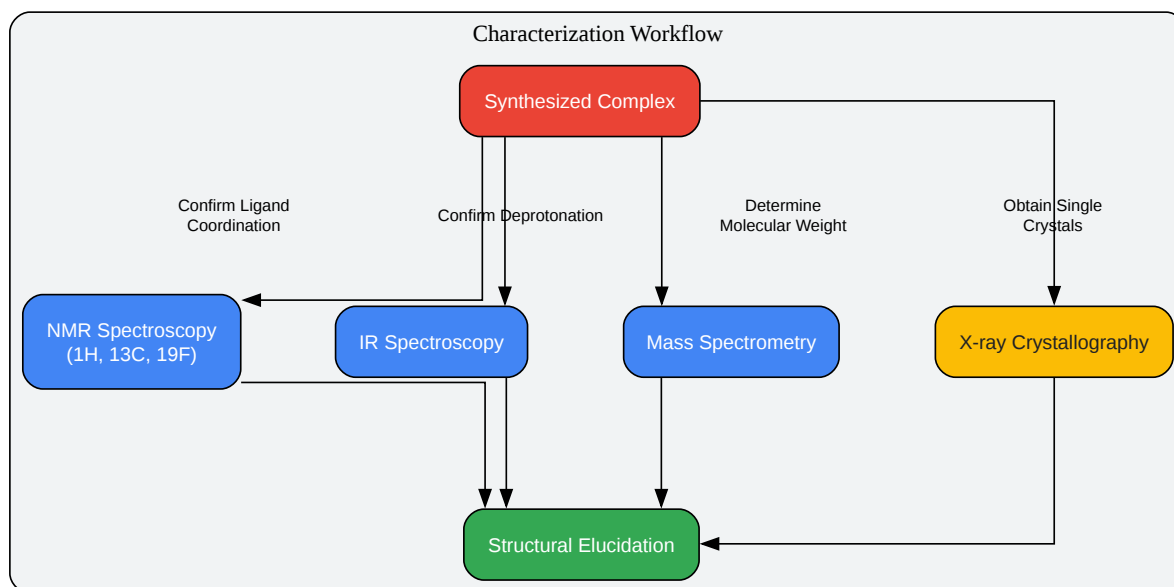 Characterization Workflow
Synthesized Complex
Confirm Ligand
Coordination
Confirm Deprotonation
Determine
Molecular Weight
Obtain Single
Crystals
NMR Spectroscopy
(1H, 13C, 19F)
IR Spectroscopy
Mass Spectrometry
X-ray Crystallography
Structural Elucidation